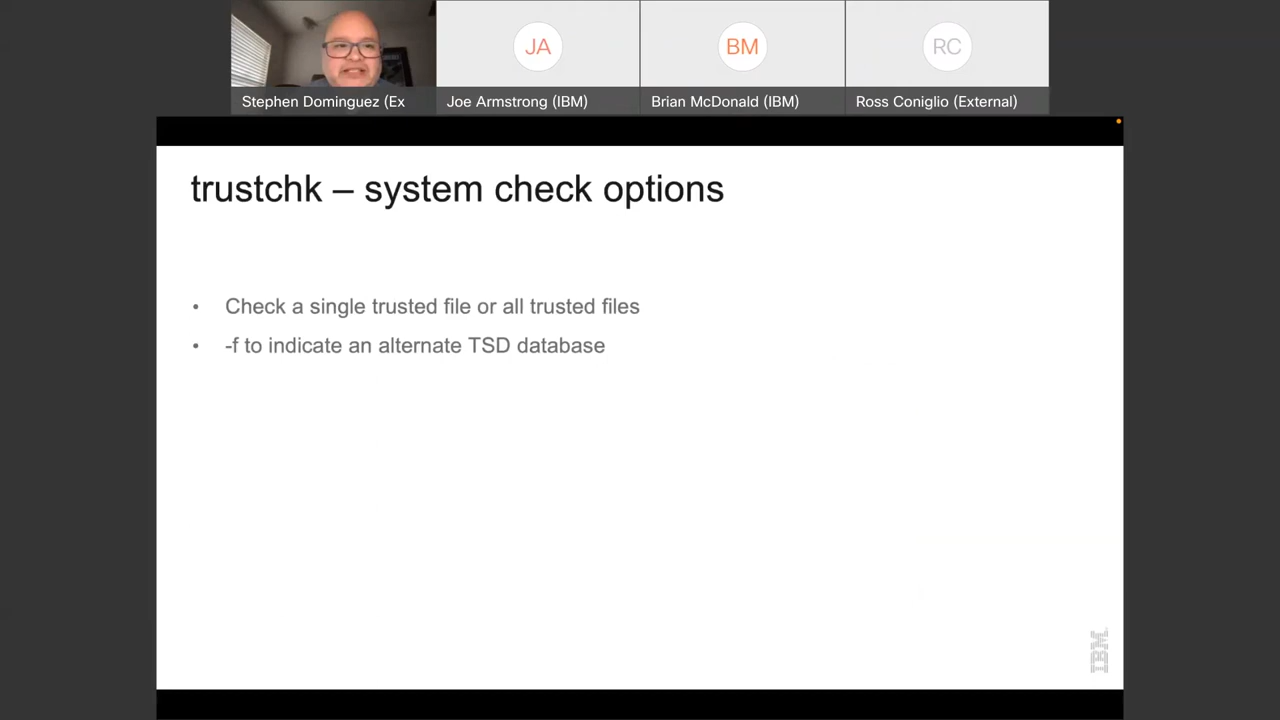 JA
BM
RC
Stephen Dominguez (Ex
Joe Armstrong (IBM)
Brian McDonald (IBM)
Ross Coniglio (External)
trustchk – system check options
• Check a single trusted file or all trusted files
• -f to indicate an alternate TSD database
IBM